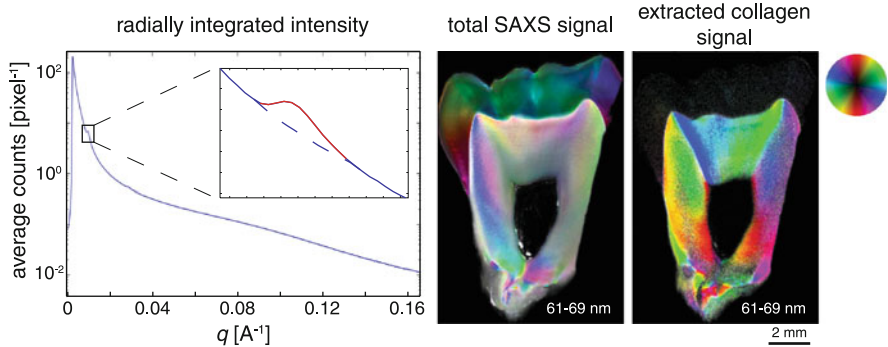 radially integrated intensity
average counts [pixel⁻¹]
10²
10⁰
10⁻²
0
0.04
0.08
0.12
0.16
q [A⁻¹]
total SAXS signal
61-69 nm
extracted collagen
signal
61-69 nm
2 mm